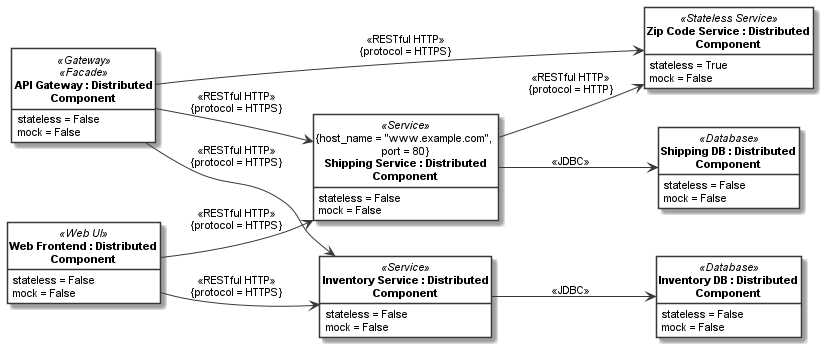 «Gateway»
«Facade»
API Gateway : Distributed
Component
stateless = False
mock = False
«RESTful HTTP»
{protocol = HTTPS}
«RESTful HTTP»
{protocol = HTTPS}
«RESTful HTTP»
{protocol = HTTPS}
«Web UI»
Web Frontend : Distributed
Component
stateless = False
mock = False
«RESTful HTTP»
{protocol = HTTPS}
«RESTful HTTP»
{protocol = HTTPS}
«Service»
{host_name = "www.example.com",
port = 80}
Shipping Service : Distributed
Component
stateless = False
mock = False
«RESTful HTTP»
{protocol = HTTP}
«JDBC»
«Service»
Inventory Service : Distributed
Component
stateless = False
mock = False
«JDBC»
«Stateless Service»
Zip Code Service : Distributed
Component
stateless = True
mock = False
«Database»
Shipping DB : Distributed
Component
stateless = False
mock = False
«Database»
Inventory DB : Distributed
Component
stateless = False
mock = False